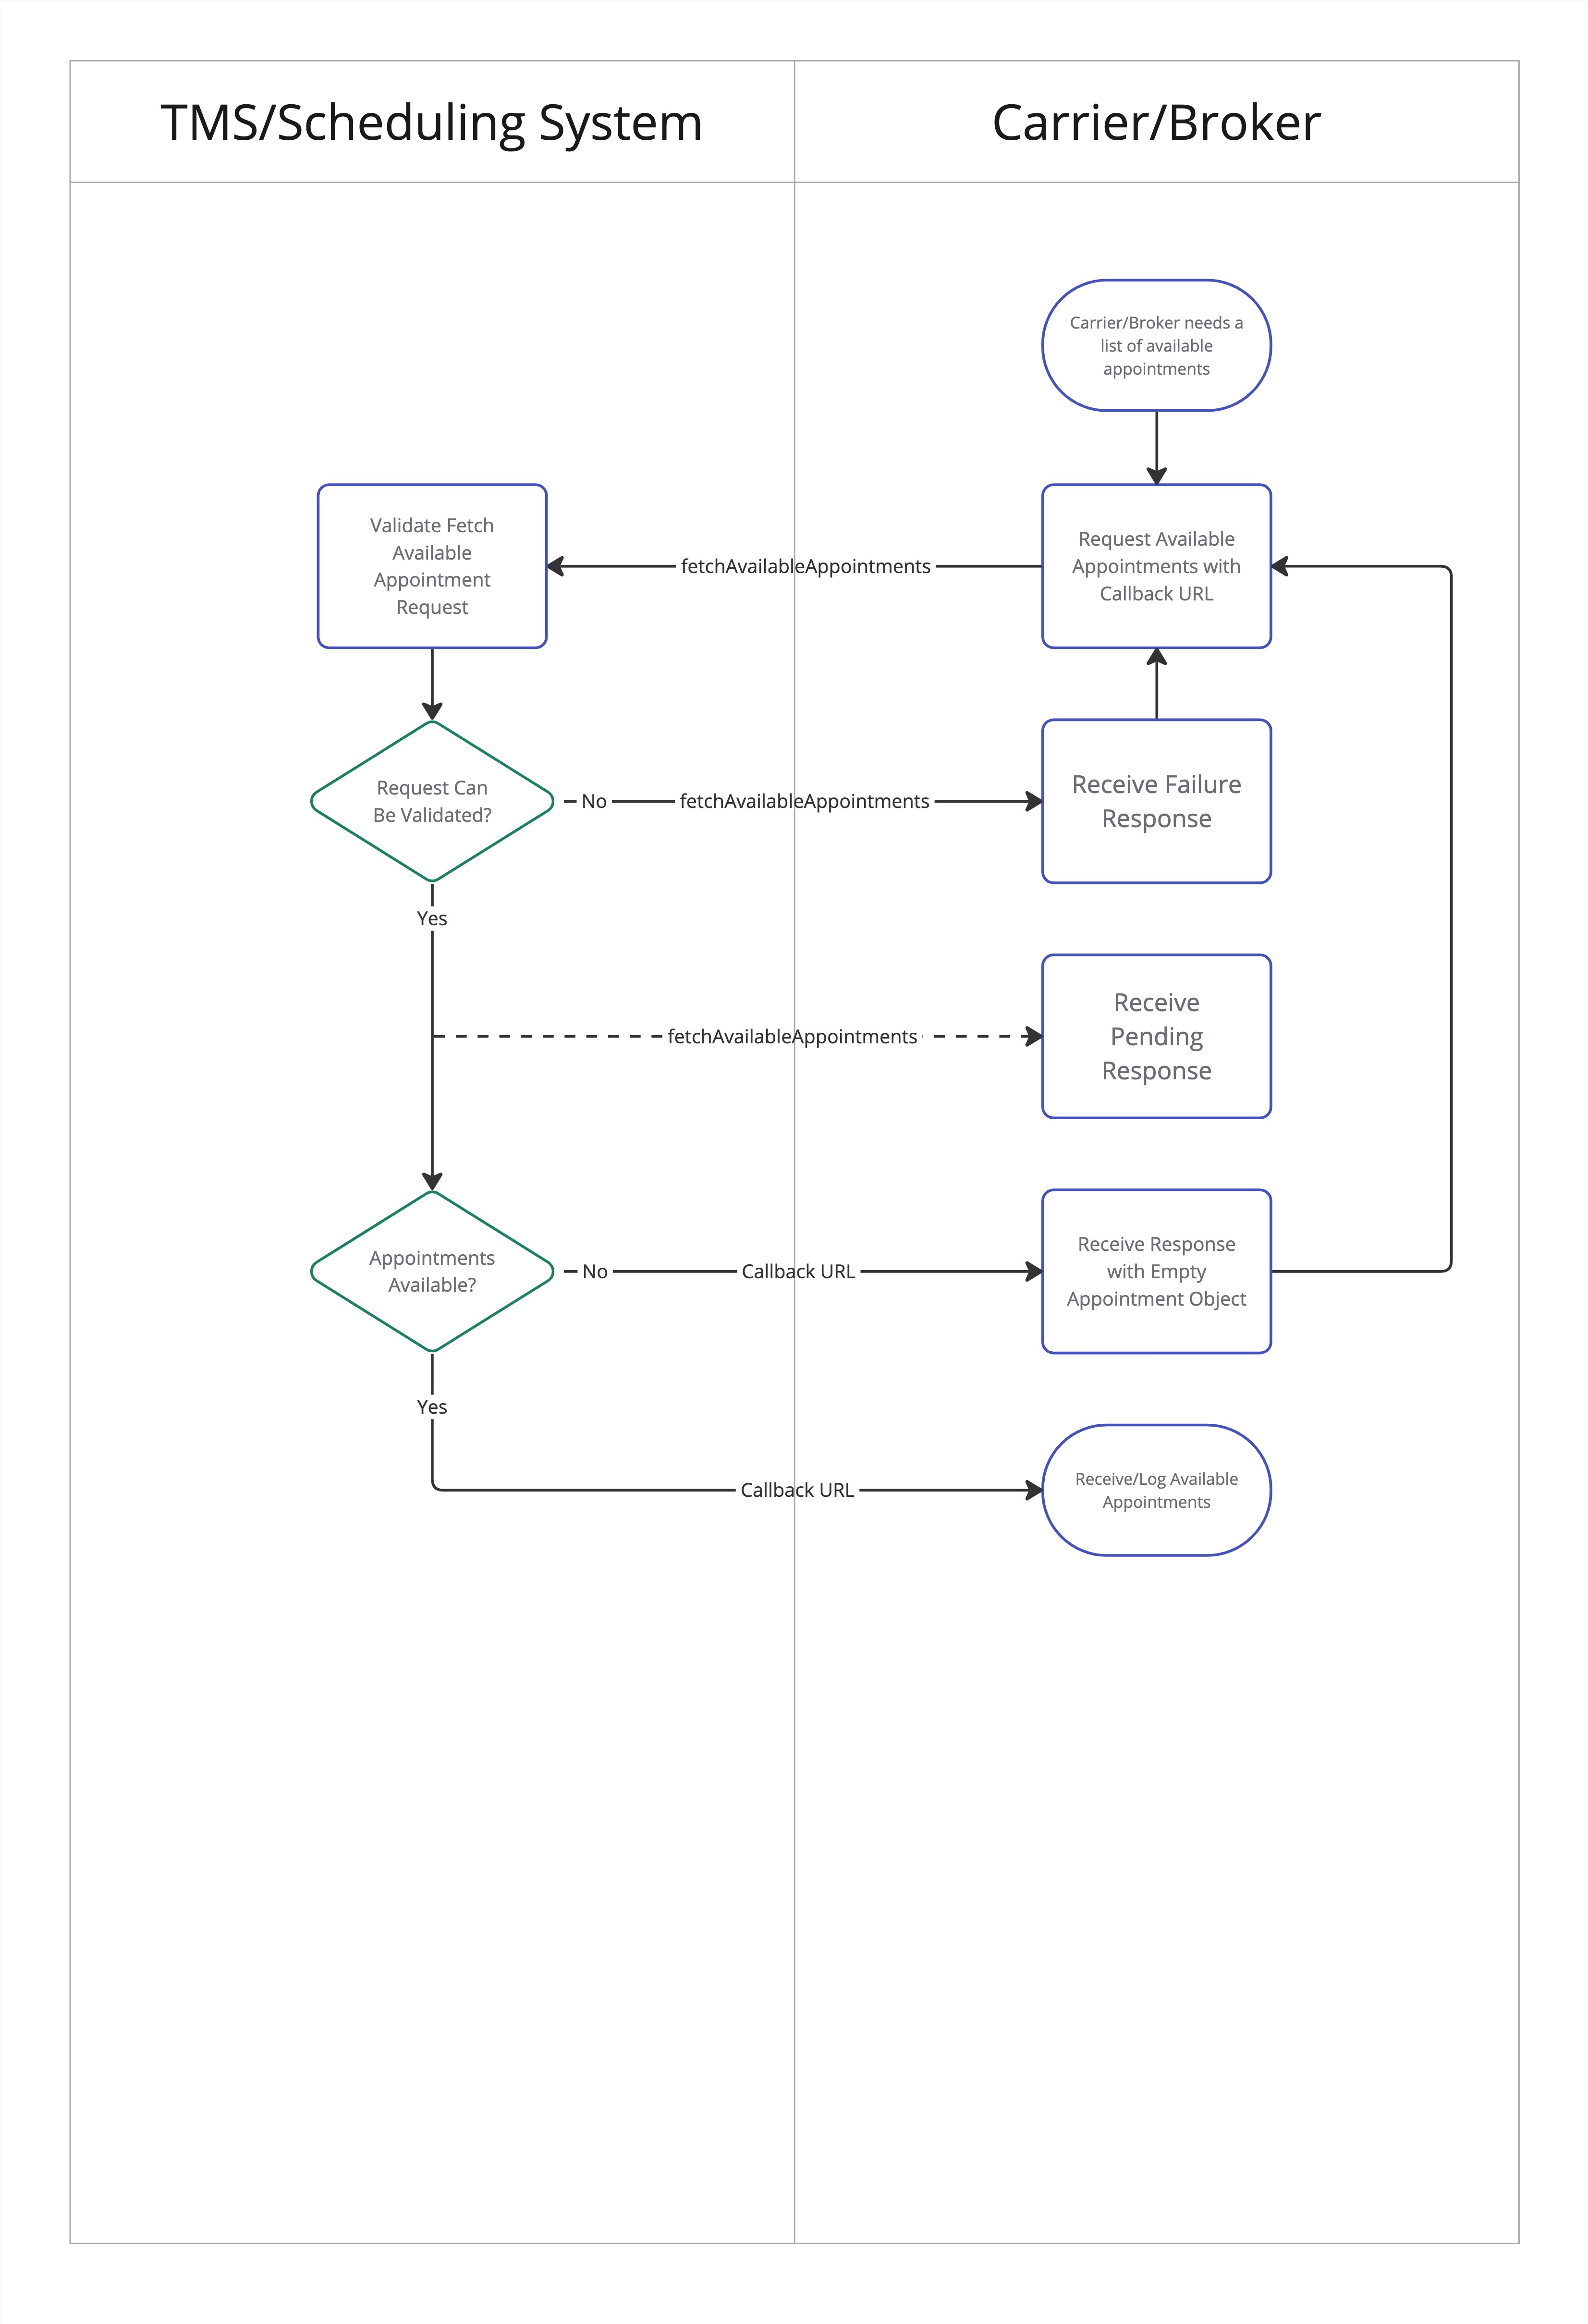 TMS/Scheduling System
Carrier/Broker
Carrier/Broker needs a
list of available
appointments
Validate Fetch
Available
Appointment
Request
fetchAvailableAppointments
Request Available
Appointments with
Callback URL
Request Can
Be Validated?
No
fetchAvailableAppointments
Receive Failure
Response
Yes
fetchAvailableAppointments
Receive
Pending
Response
Appointments
Available?
No
Callback URL
Receive Response
with Empty
Appointment Object
Yes
Callback URL
Receive/Log Available
Appointments